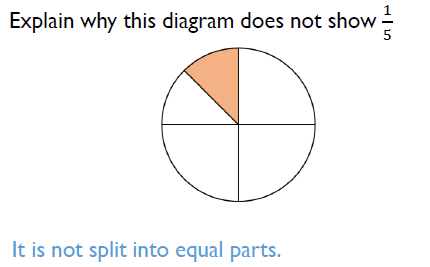 Explain why this diagram does not show 1/5
It is not split into equal parts.